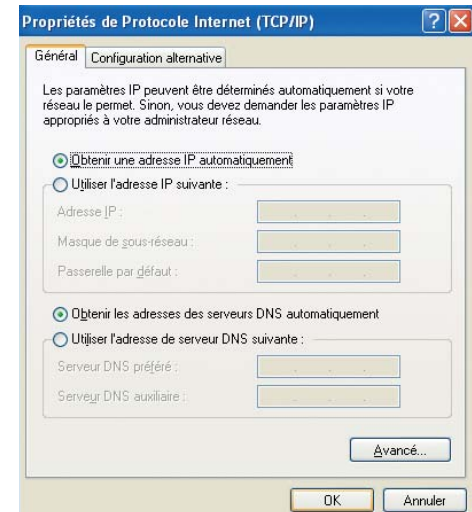 Propriétés de Protocole Internet (TCP/IP)
Général
Configuration alternative
Les paramètres IP peuvent être déterminés automatiquement si votre
réseau le permet. Sinon, vous devez demander les paramètres IP
appropriés à votre administrateur réseau.
Obtenir une adresse IP automatiquement
Utiliser l'adresse IP suivante :
Adresse IP :
Masque de sous-réseau :
Passerelle par défaut :
Obtenir les adresses des serveurs DNS automatiquement
Utiliser l'adresse de serveur DNS suivante :
Serveur DNS préféré :
Serveur DNS auxiliaire :
Avancé...
OK
Annuler